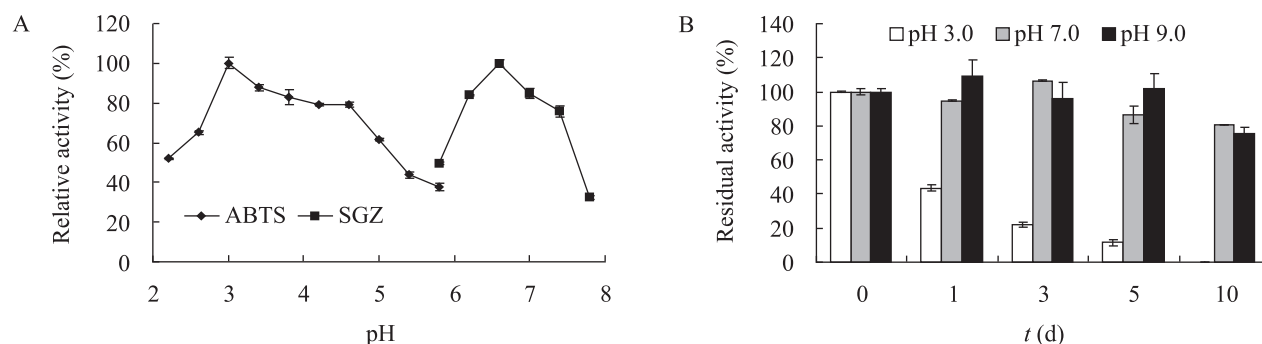 A
Relative activity (%)
120
100
80
60
40
20
0
ABTS SGZ
2 3 4 5 6 7 8
pH
B
Residual activity (%)
140
120
100
80
60
40
20
0
pH 3.0 pH 7.0 pH 9.0
0 1 3 5 10
t (d)